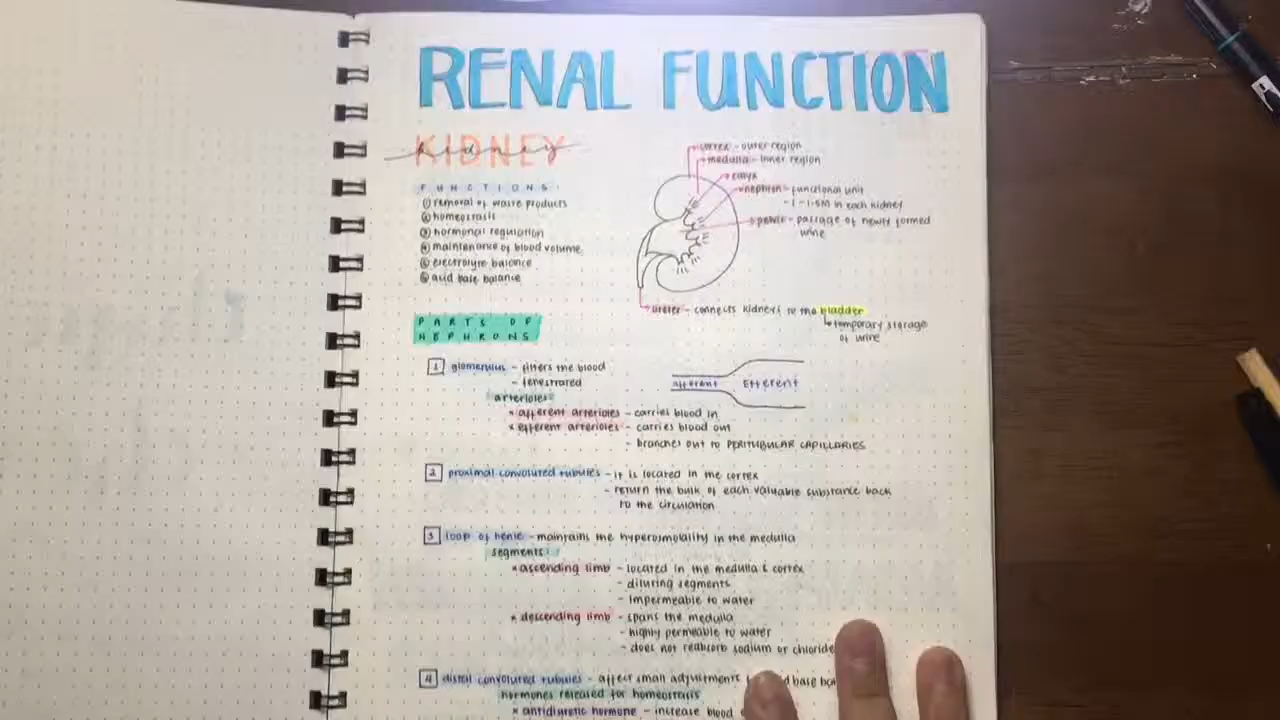 RENAL FUNCTION
KIDNEY
kidney
FUNCTIONS:
① removal of waste products
② homeostasis
③ hormonal regulation
④ maintenance of blood volume
⑤ electrolyte balance
⑥ acid base balance
cortex - outer region
medulla - inner region
calyx
nephron - functional unit
- 1-1.5M in each kidney
pelvis - passage of newly formed
urine
ureter - connects kidneys to the bladder
↳ temporary storage
of urine
PARTS OF
NEPHRONS
1 glomerulus - filters the blood
- fenestrated
arterioles:
* afferent arterioles - carries blood in
* efferent arterioles - carries blood out
- branches out to PERITUBULAR CAPILLARIES
afferent Efferent
2 proximal convoluted tubules - it is located in the cortex
- return the bulk of each valuable substance back
to the circulation
3 loop of henle - maintains the hyperosmolality in the medulla
segments:
* ascending limb - located in the medulla & cortex
- diluting segments
- impermeable to water
* descending limb - spans the medulla
- highly permeable to water
- does not reabsorb sodium or chloride
4 distal convoluted tubules - affect small adjustments base
hormones released for homeostasis
* antidiuretic hormone - increase blood